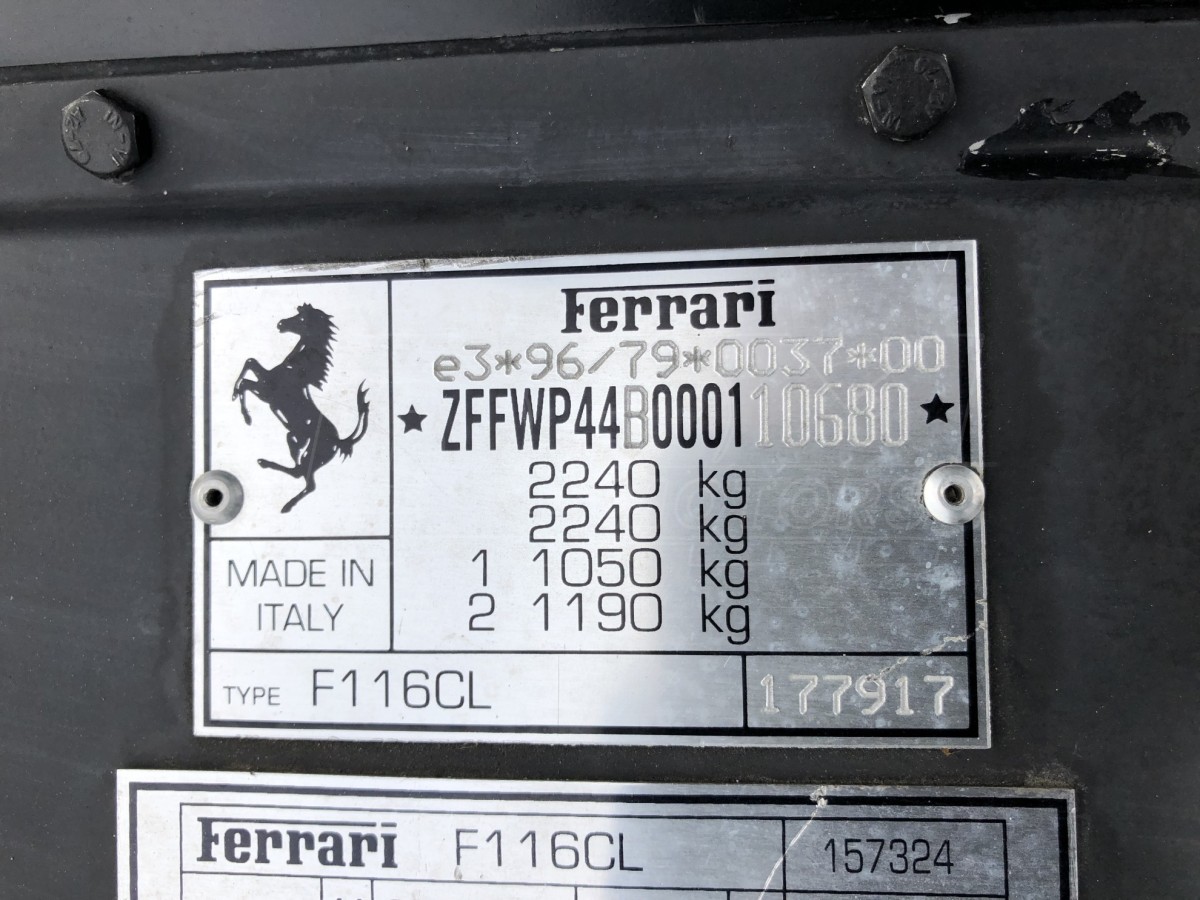 Ferrari
e3*96/79*0037*00
★ ZFFWP44B000110680 ★
2240 kg
2240 kg
1 1050 kg
2 1190 kg
MADE IN
ITALY
TYPE F116CL 177917
Ferrari F116CL 157324